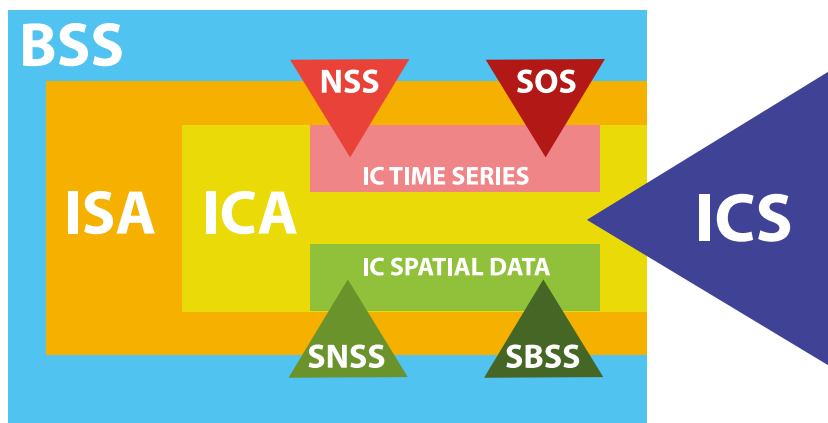 BSS
NSS
SOS
IC TIME SERIES
ISA
ICA
ICS
IC SPATIAL DATA
SNSS
SBSS